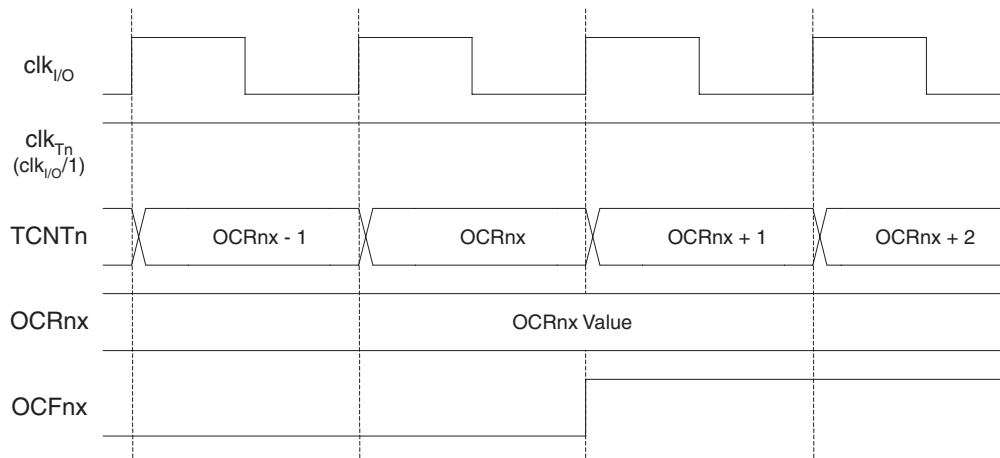 clkI/O
clkTn
(clkI/O/1)
TCNTn
OCRnx - 1
OCRnx
OCRnx + 1
OCRnx + 2
OCRnx
OCRnx Value
OCFnx